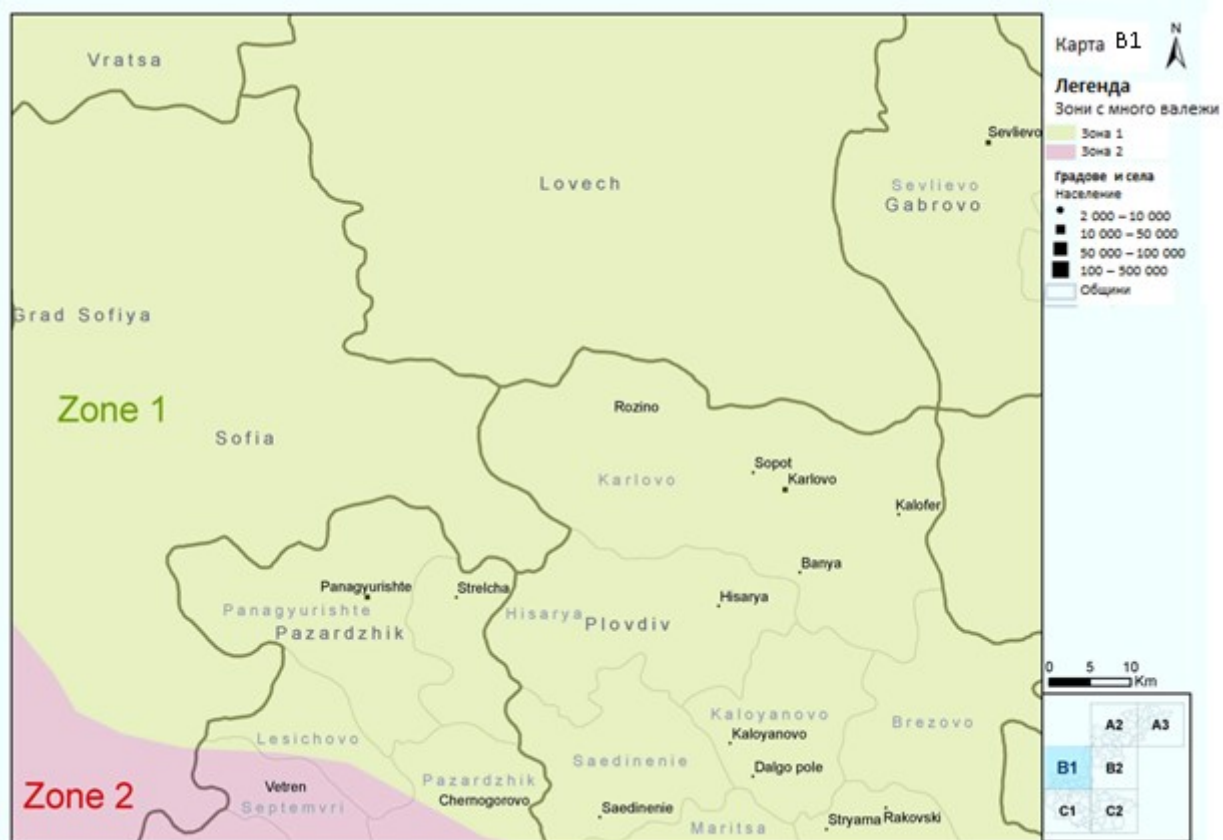 Vratsa
Lovech
Sevlievo
Sevlievo
Gabrovo
Grad Sofiya
Zone 1
Sofia
Rozino
Sopot
Karlovo
Karlovo
Kalofer
Banya
Panagyurishte
Strelcha
Hisarya
Panagyurishte
Hisarya
Plovdiv
Pazardzhik
Kaloyanovo
Brezovo
Kaloyanovo
Lesichovo
Saedinenie
Dalgo pole
Pazardzhik
Vetren
Zone 2
Chernogorovo
Septemvri
Saedinenie
Stryama
Rakovski
Maritsa
Карта B1
N
Легенда
Зони с много валежи
Зона 1
Зона 2
Градове и села
Население
2 000 – 10 000
10 000 – 50 000
50 000 – 100 000
100 – 500 000
Общини
0 5 10
Km
A2 A3
B1 B2
C1 C2